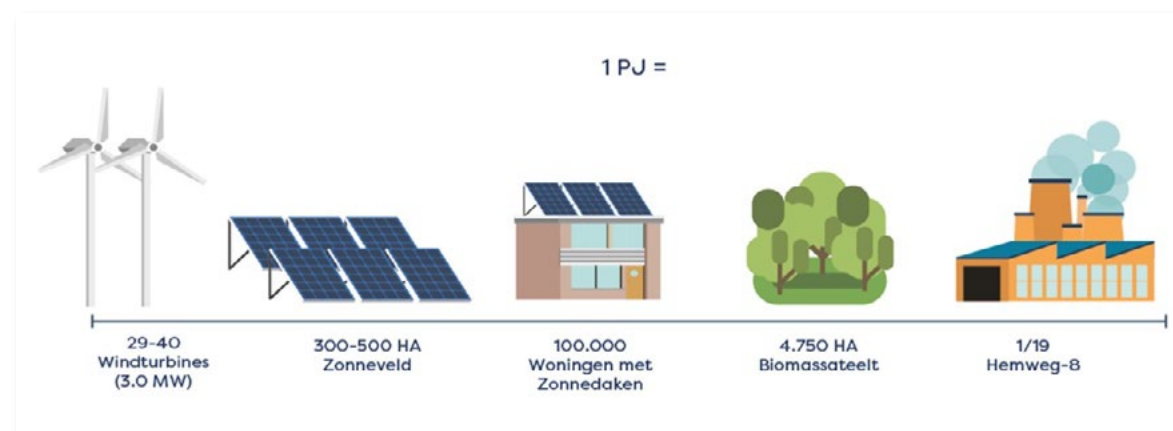 1 PJ =
29-40
Windturbines
(3.0 MW)
300-500 HA
Zonneveld
100.000
Woningen met
Zonnedaken
4.750 HA
Biomassateelt
1/19
Hemweg-8